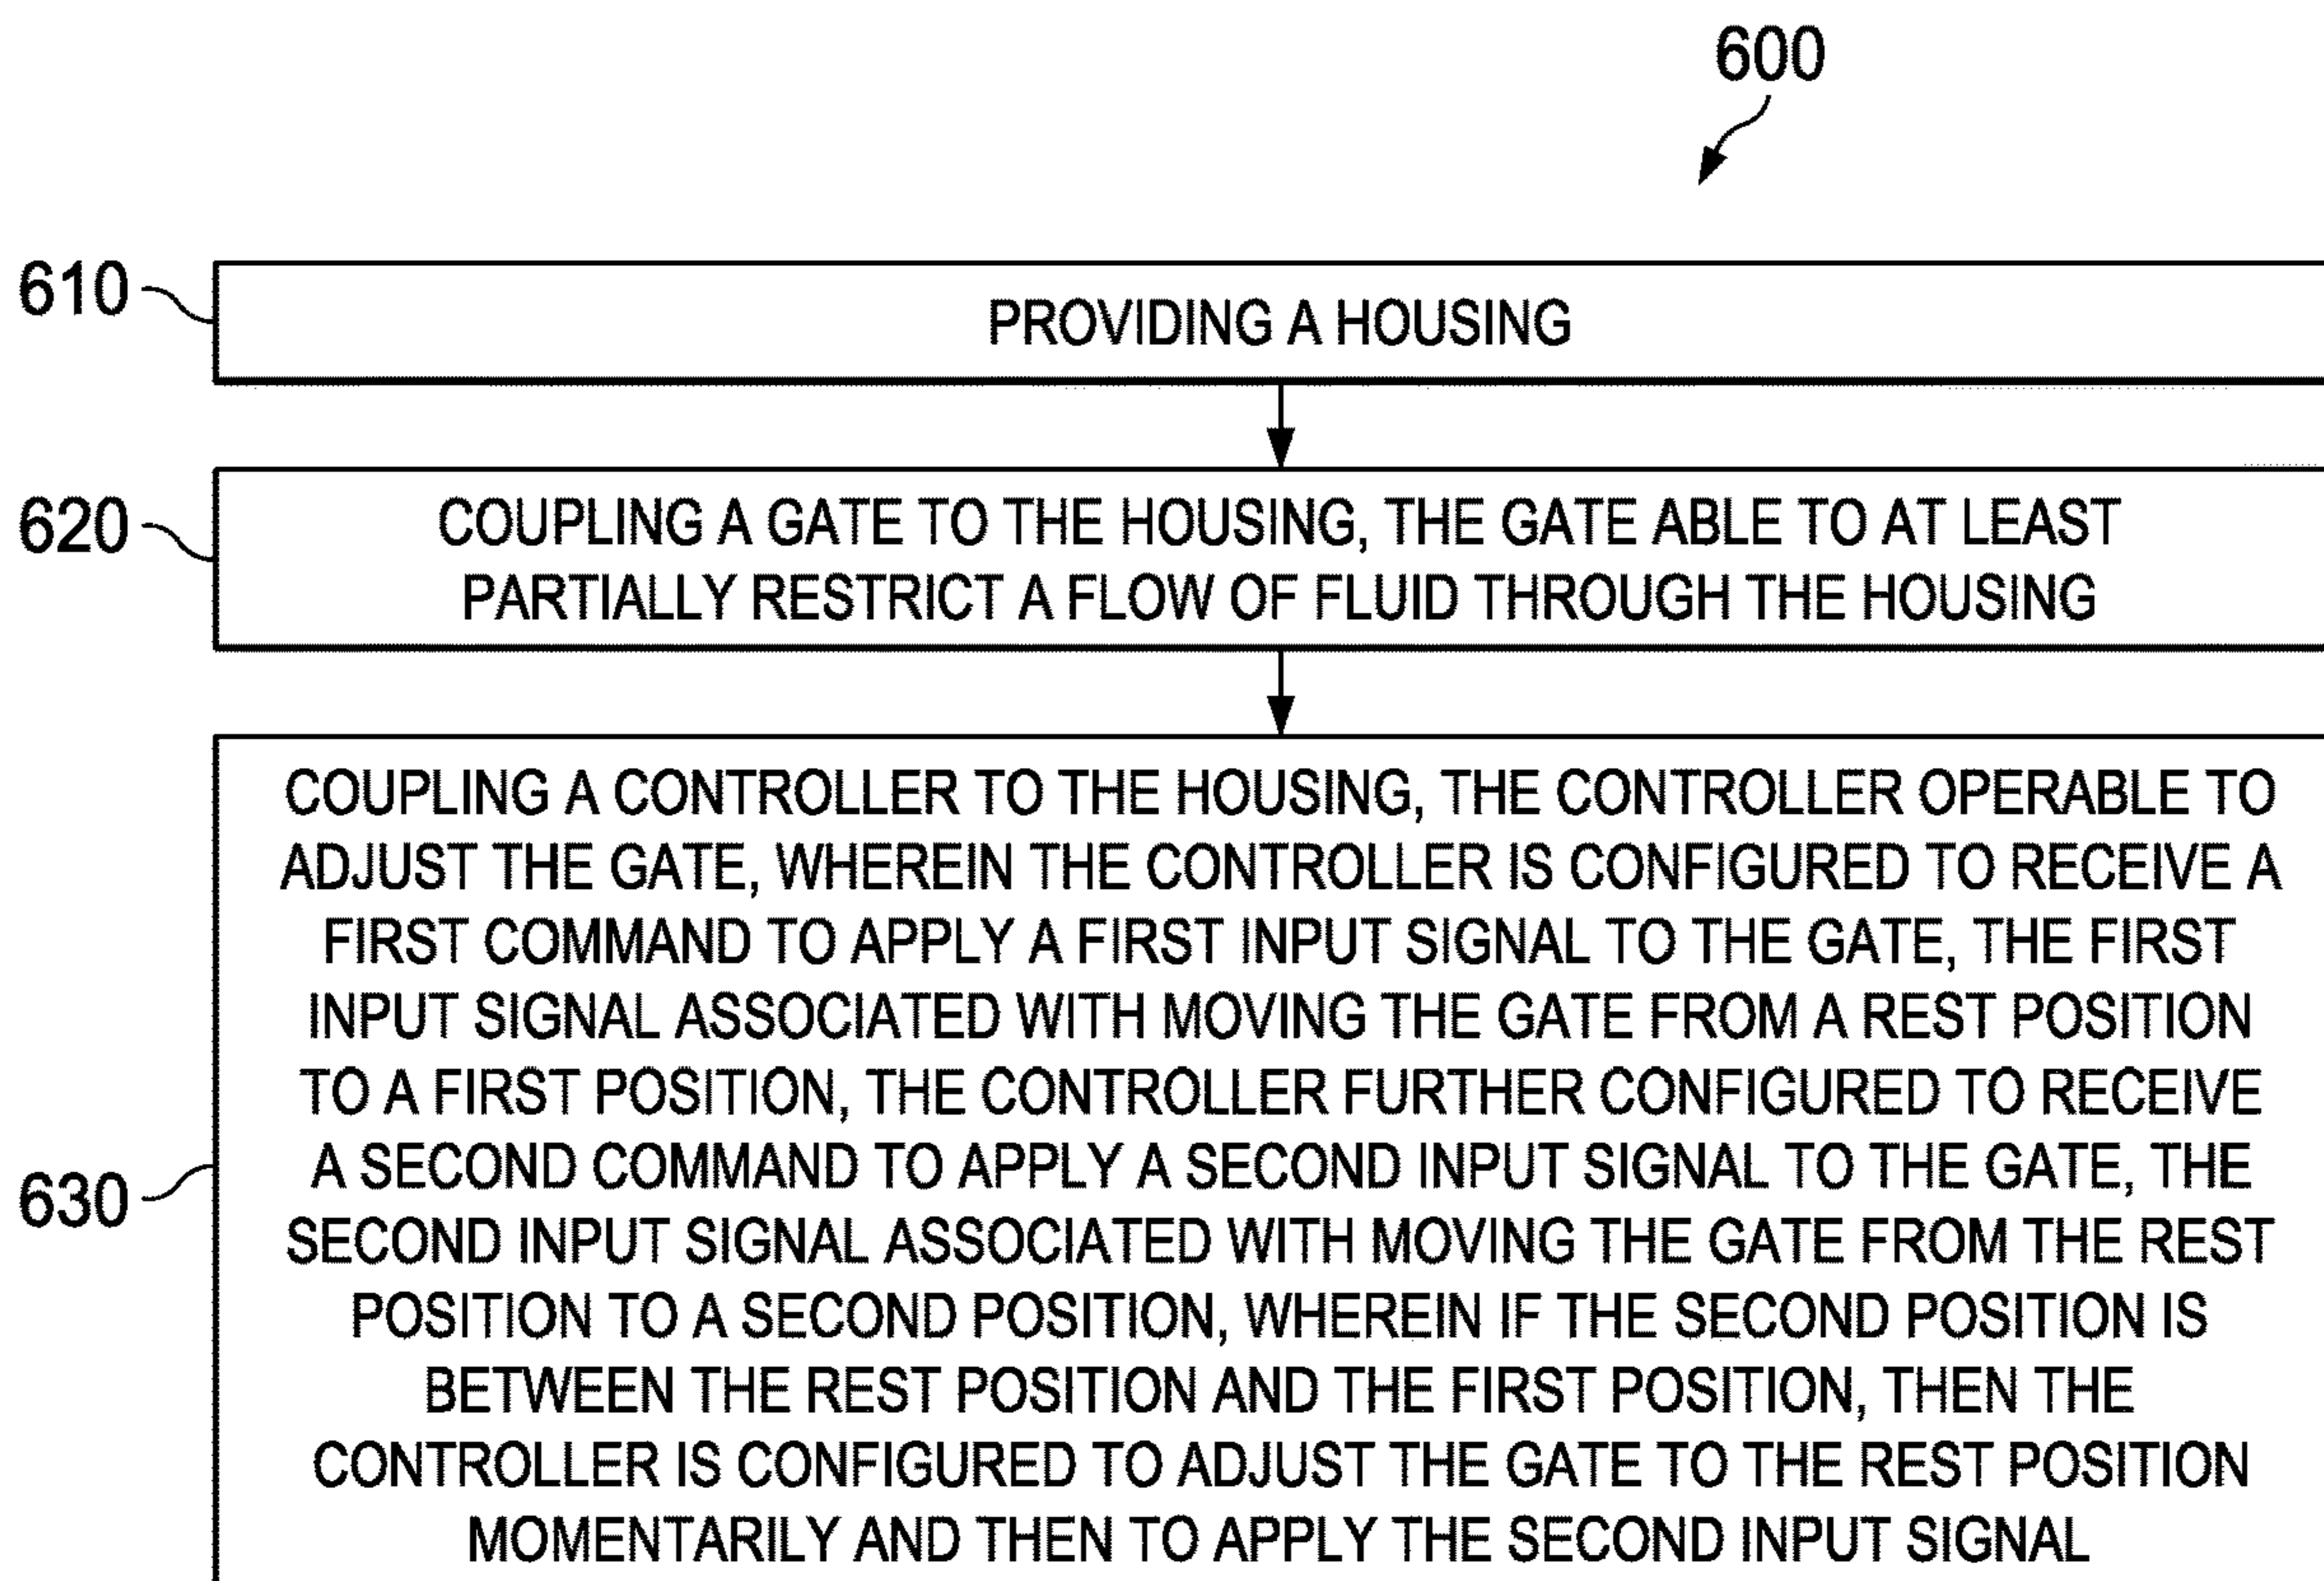 600
610
PROVIDING A HOUSING
620
COUPLING A GATE TO THE HOUSING, THE GATE ABLE TO AT LEAST
PARTIALLY RESTRICT A FLOW OF FLUID THROUGH THE HOUSING
630
COUPLING A CONTROLLER TO THE HOUSING, THE CONTROLLER OPERABLE TO
ADJUST THE GATE, WHEREIN THE CONTROLLER IS CONFIGURED TO RECEIVE A
FIRST COMMAND TO APPLY A FIRST INPUT SIGNAL TO THE GATE, THE FIRST
INPUT SIGNAL ASSOCIATED WITH MOVING THE GATE FROM A REST POSITION
TO A FIRST POSITION, THE CONTROLLER FURTHER CONFIGURED TO RECEIVE
A SECOND COMMAND TO APPLY A SECOND INPUT SIGNAL TO THE GATE, THE
SECOND INPUT SIGNAL ASSOCIATED WITH MOVING THE GATE FROM THE REST
POSITION TO A SECOND POSITION, WHEREIN IF THE SECOND POSITION IS
BETWEEN THE REST POSITION AND THE FIRST POSITION, THEN THE
CONTROLLER IS CONFIGURED TO ADJUST THE GATE TO THE REST POSITION
MOMENTARILY AND THEN TO APPLY THE SECOND INPUT SIGNAL